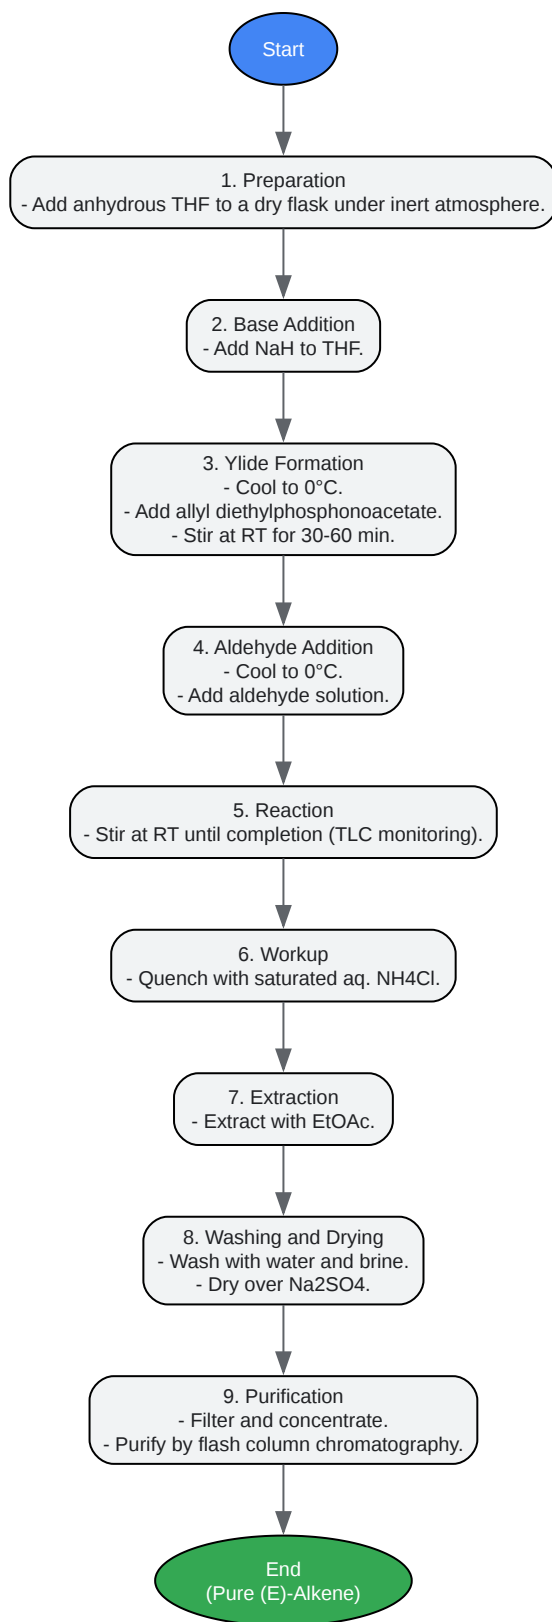 Start
1. Preparation
- Add anhydrous THF to a dry flask under inert atmosphere.
2. Base Addition
- Add NaH to THF.
3. Ylide Formation
- Cool to 0°C.
- Add allyl diethylphosphonoacetate.
- Stir at RT for 30-60 min.
4. Aldehyde Addition
- Cool to 0°C.
- Add aldehyde solution.
5. Reaction
- Stir at RT until completion (TLC monitoring).
6. Workup
- Quench with saturated aq. NH4Cl.
7. Extraction
- Extract with EtOAc.
8. Washing and Drying
- Wash with water and brine.
- Dry over Na2SO4.
9. Purification
- Filter and concentrate.
- Purify by flash column chromatography.
End
(Pure (E)-Alkene)